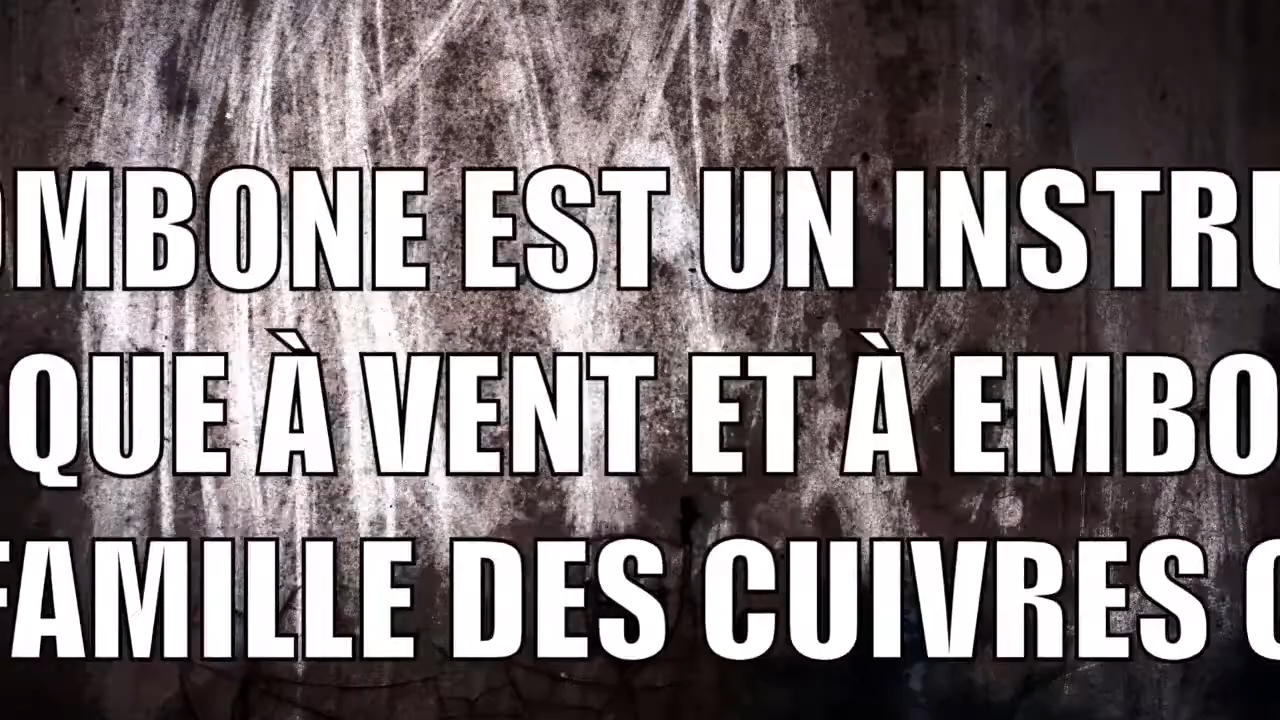 OMBONE EST UN INSTRU
QUE À VENT ET À EMBO
FAMILLE DES CUIVRES C